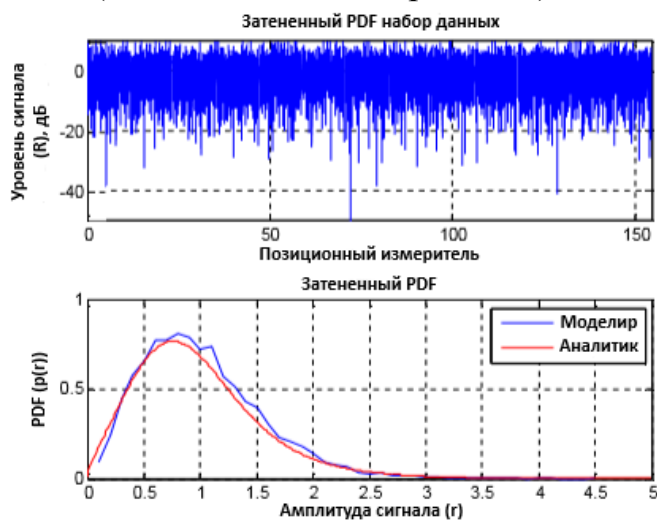 Затененный PDF набор данных
Уровень сигнала
(R), дБ
0
-20
-40
0
50
100
150
Позиционный измеритель
Затененный PDF
PDF (p(r))
1
0.5
0
Моделир
Аналитик
0
0.5
1
1.5
2
2.5
3
3.5
4
4.5
5
Амплитуда сигнала (r)